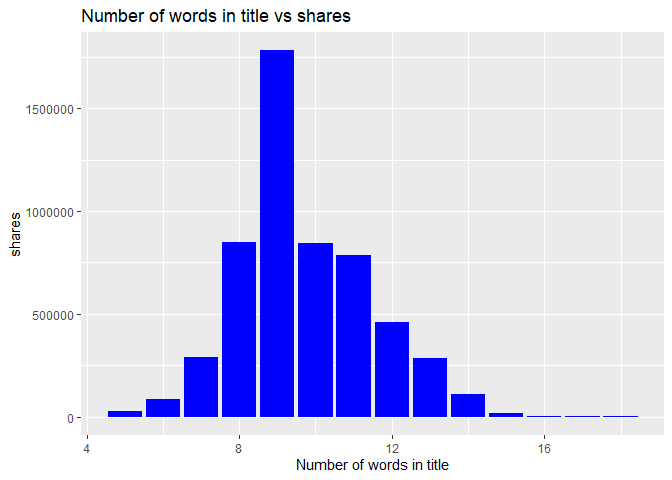 Number of words in title vs shares
1500000
1000000
500000
0
shares
4 8 12 16
Number of words in title